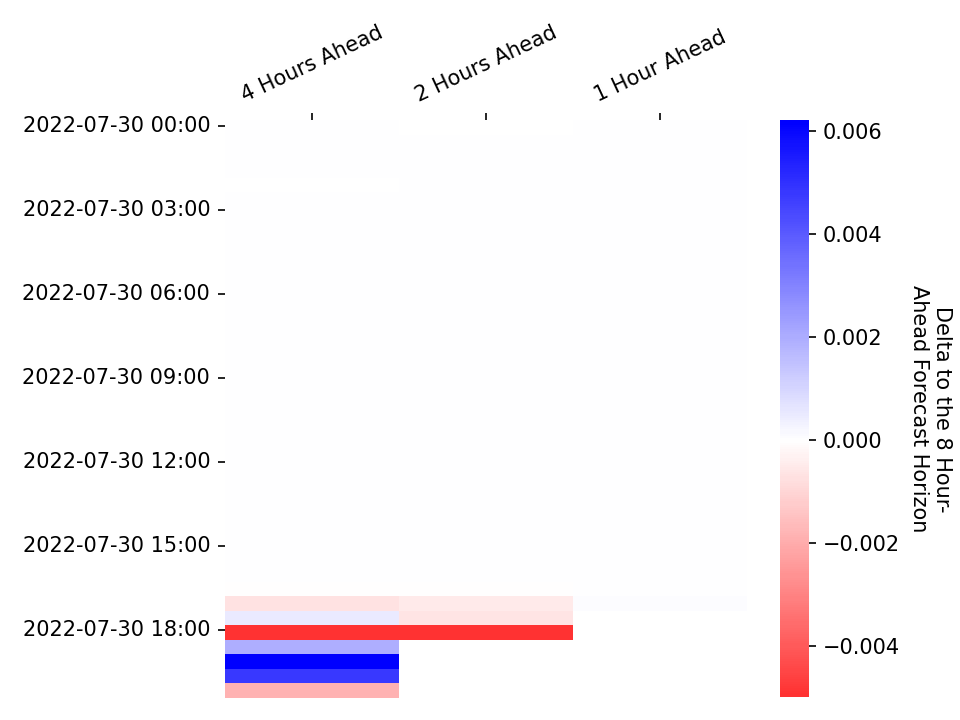 4 Hours Ahead
2 Hours Ahead
1 Hour Ahead
2022-07-30 00:00
2022-07-30 03:00
2022-07-30 06:00
2022-07-30 09:00
2022-07-30 12:00
2022-07-30 15:00
2022-07-30 18:00
0.006
0.004
0.002
0.000
−0.002
−0.004
Delta to the 8 Hour-
Ahead Forecast Horizon